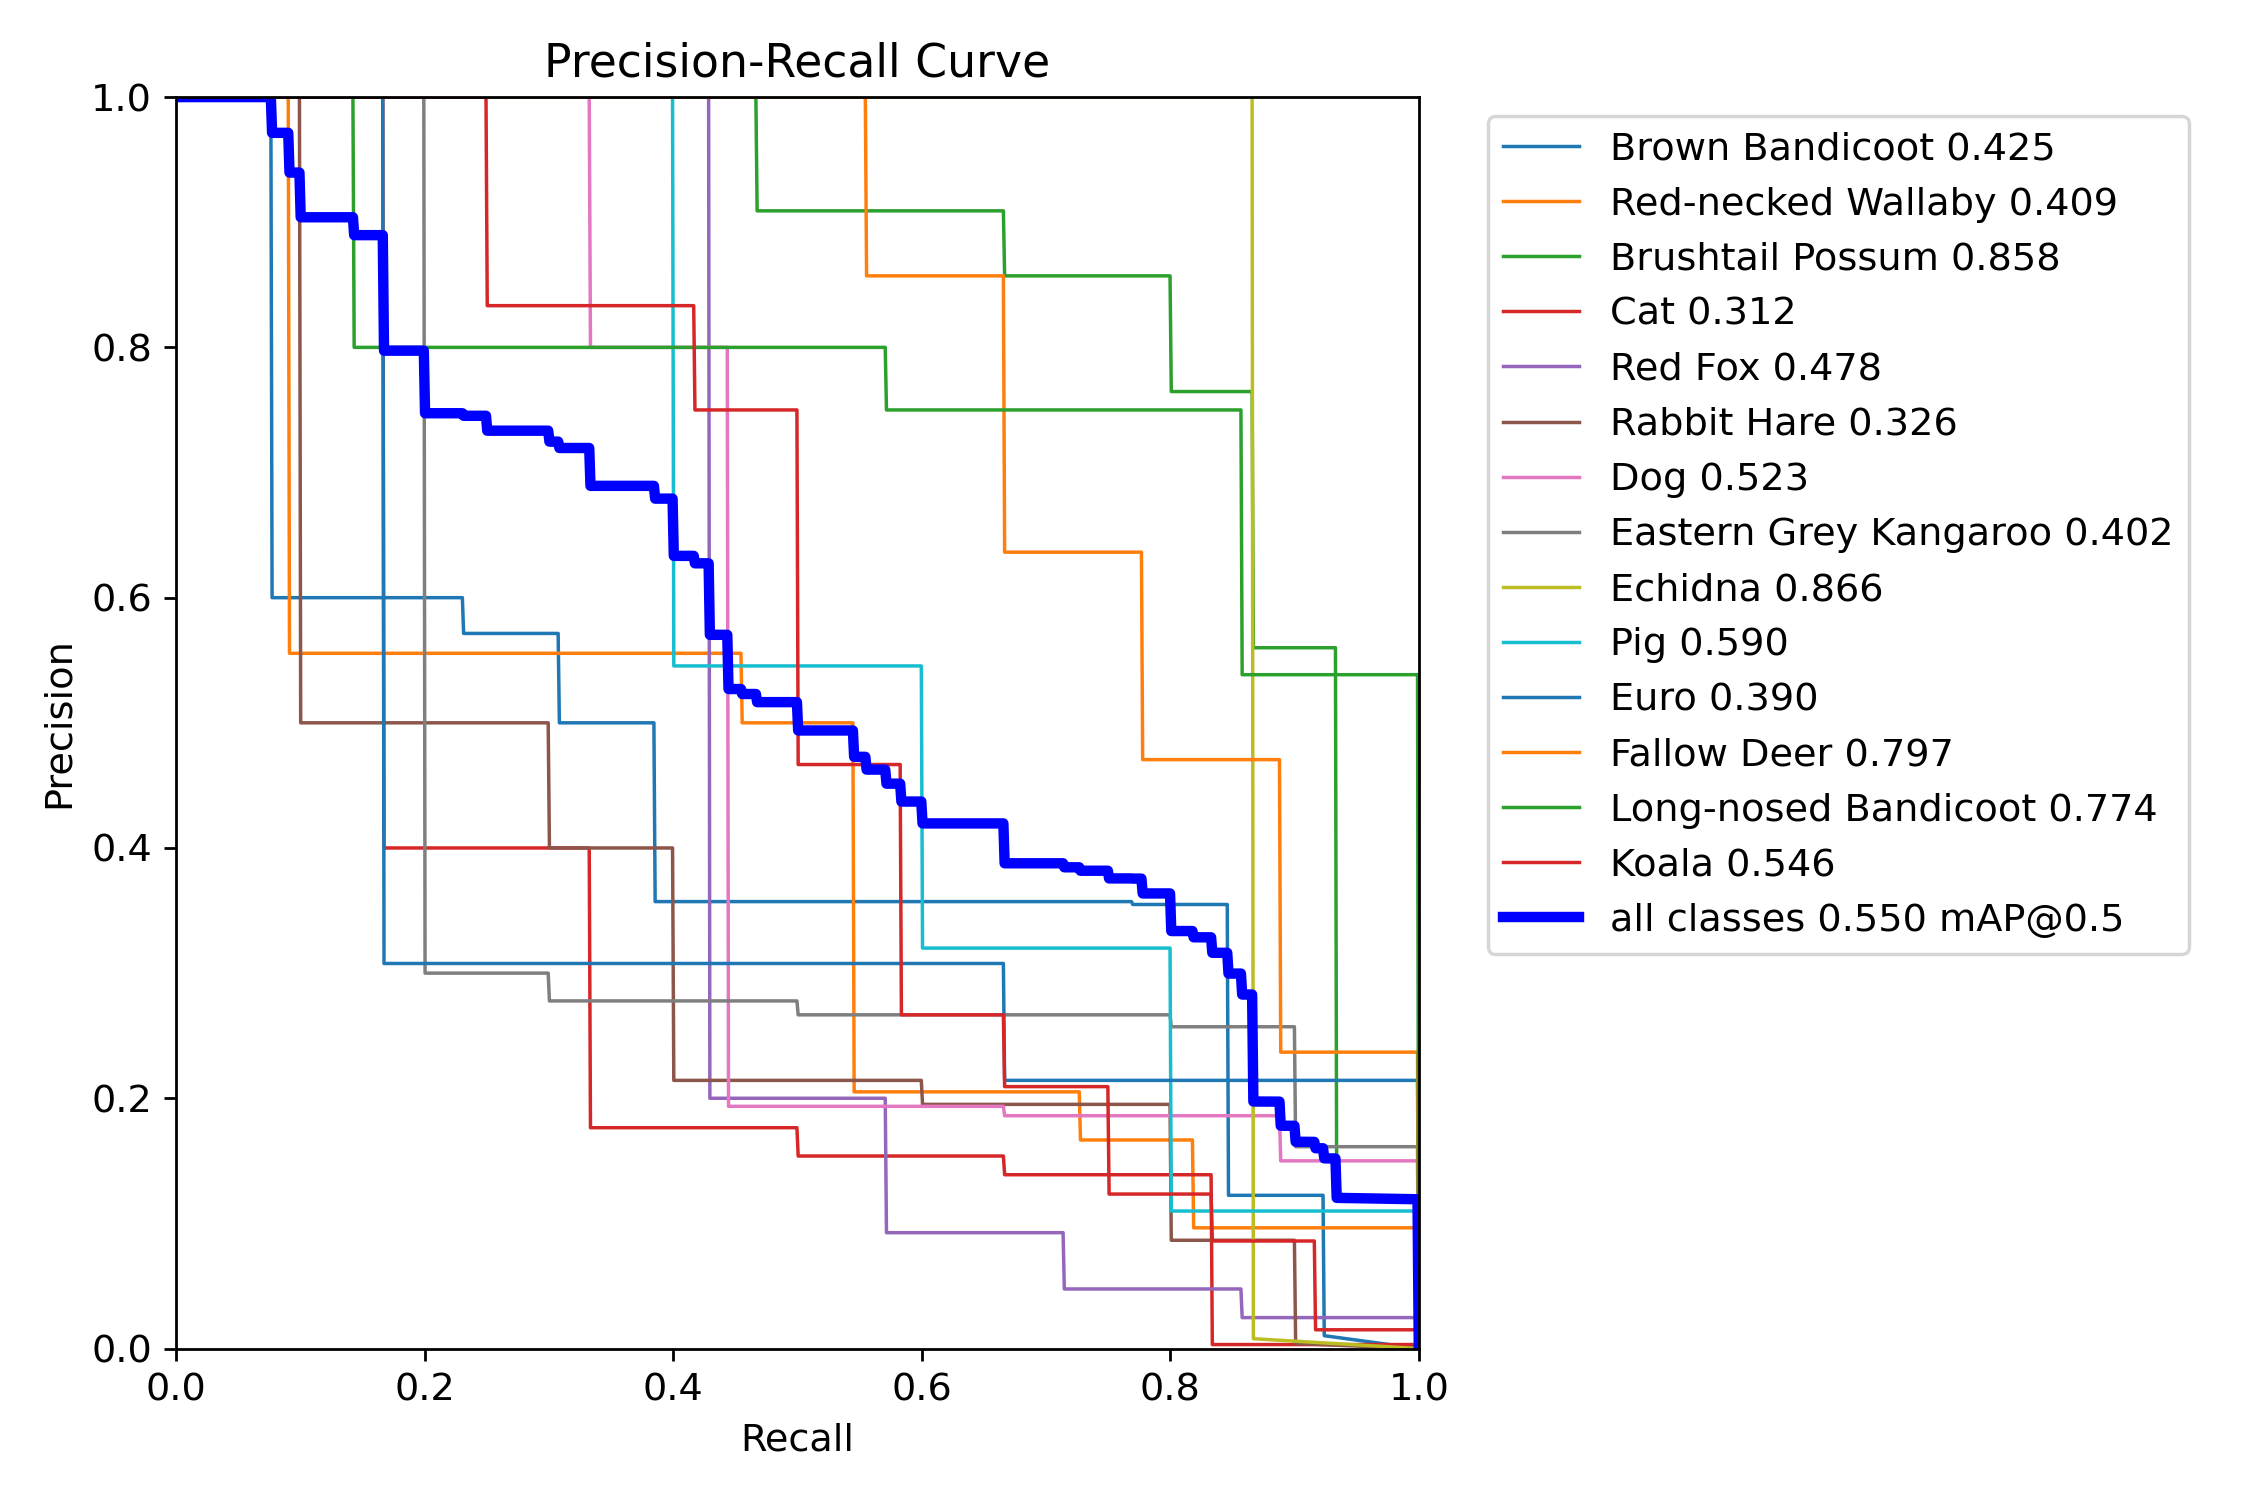 Precision-Recall Curve
1.0
0.8
0.6
0.4
0.2
0.0
Precision
0.0 0.2 0.4 0.6 0.8 1.0
Recall
Brown Bandicoot 0.425
Red-necked Wallaby 0.409
Brushtail Possum 0.858
Cat 0.312
Red Fox 0.478
Rabbit Hare 0.326
Dog 0.523
Eastern Grey Kangaroo 0.402
Echidna 0.866
Pig 0.590
Euro 0.390
Fallow Deer 0.797
Long-nosed Bandicoot 0.774
Koala 0.546
all classes 0.550 mAP@0.5